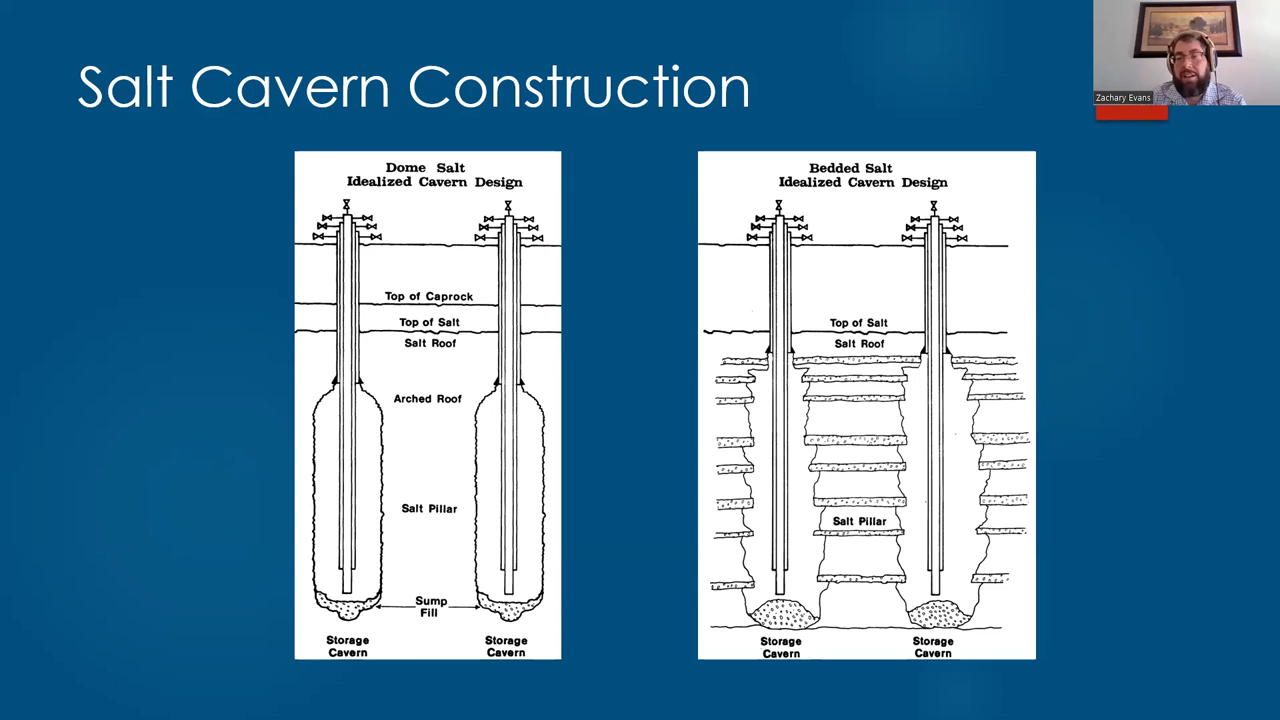 Salt Cavern Construction
Zachary Evans
Dome Salt
Idealized Cavern Design
Top of Caprock
Top of Salt
Salt Roof
Arched Roof
Salt Pillar
Sump
Fill
Storage
Cavern
Storage
Cavern
Bedded Salt
Idealized Cavern Design
Top of Salt
Salt Roof
Salt Pillar
Storage
Cavern
Storage
Cavern